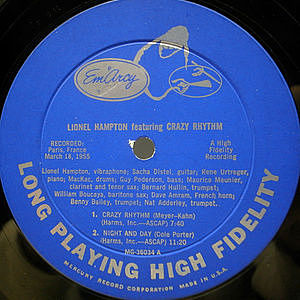 EmArcy
LIONEL HAMPTON featuring CRAZY RHYTHM
RECORDED:
Paris, France
March 18, 1955
A High
Fidelity
Recording
Lionel Hampton, vibraphone; Sacha Distel, guitar; Rene Urtreger,
piano; MacKac, drums; Guy Pederson, bass; Maurice Meunier,
clarinet and tenor sax; Bernard Hullin, trumpet;
William Boucaya, baritone sax; Dave Amram, French horn;
Benny Bailey, trumpet; Nat Adderley, trumpet.
1. CRAZY RHYTHM (Meyer-Kahn)
(Harms, Inc.—ASCAP) 7:40
2. NIGHT AND DAY (Cole Porter)
(Harms, Inc.—ASCAP) 11:20
MG-36034 A
LONG PLAYING HIGH FIDELITY
MERCURY RECORD CORPORATION MADE IN U.S.A.